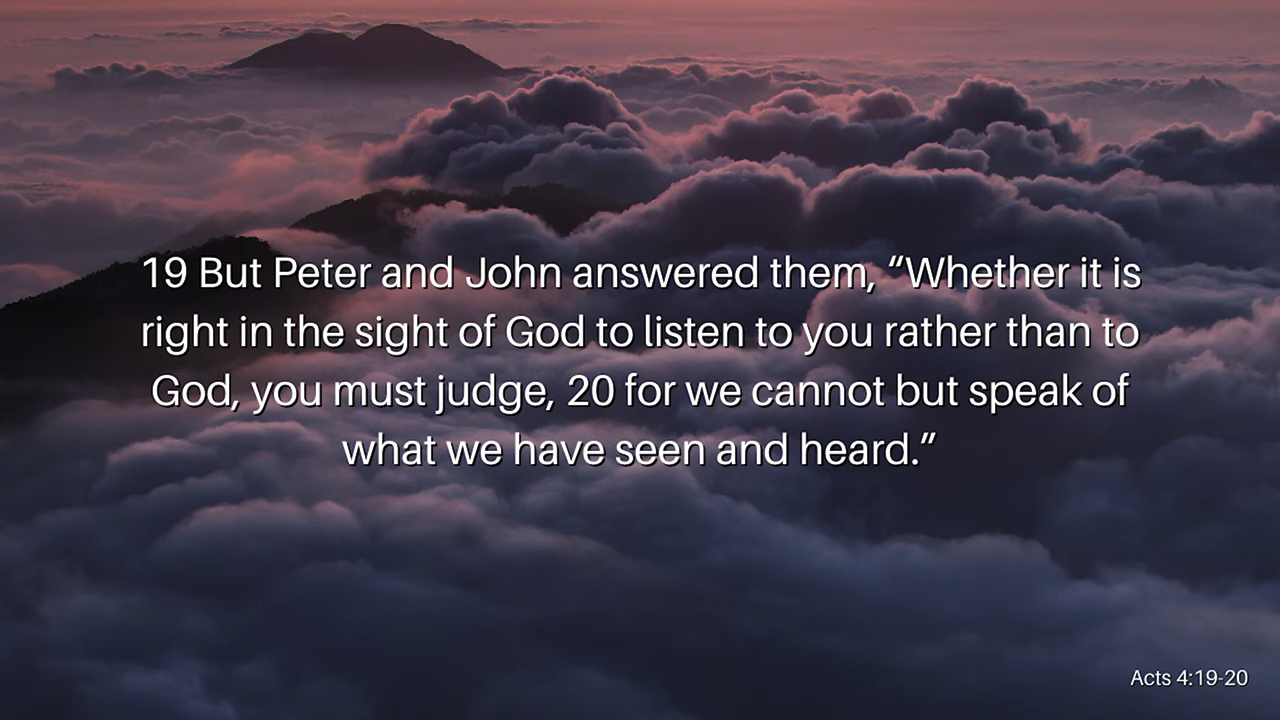 19 But Peter and John answered them, “Whether it is
right in the sight of God to listen to you rather than to
God, you must judge, 20 for we cannot but speak of
what we have seen and heard.”
Acts 4:19-20